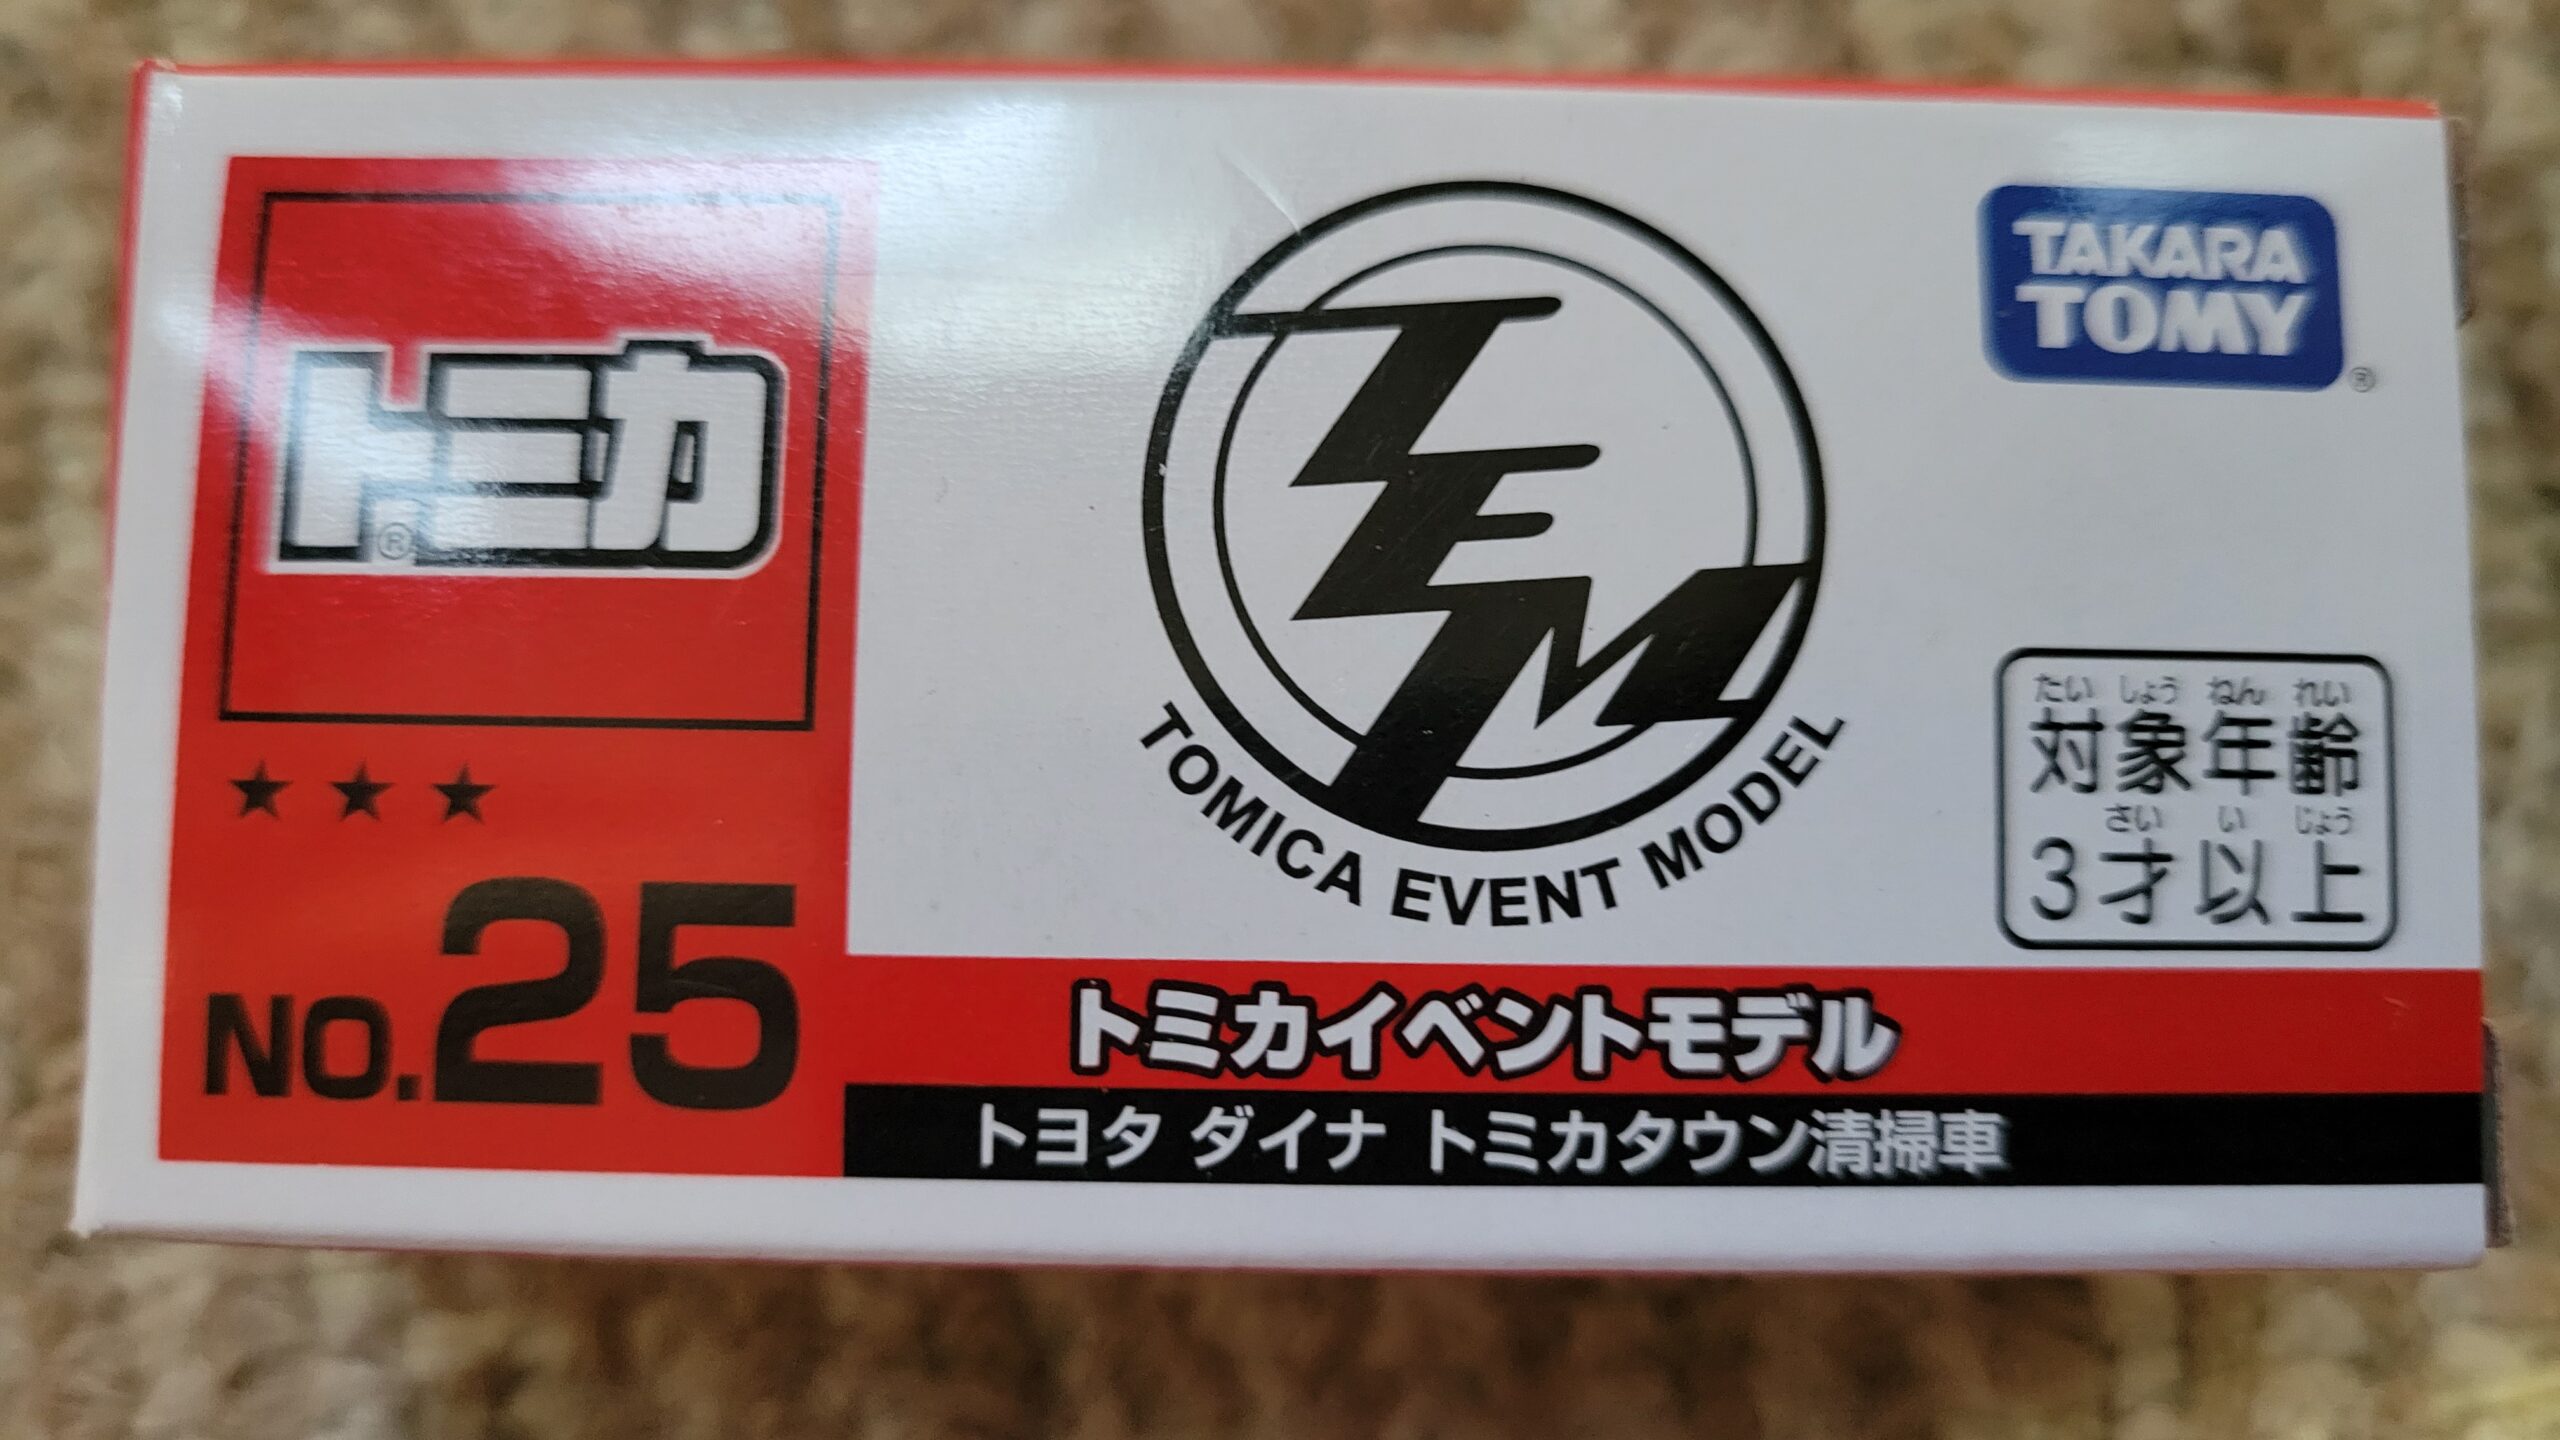 トミカ®
★★★
NO.25
TEM
TOMICA EVENT MODEL
TAKARA
TOMY®
たいしょうねんれい
対象年齢
さい い じょう
3才以上
トミカイベントモデル
トヨタ ダイナ トミカタウン清掃車